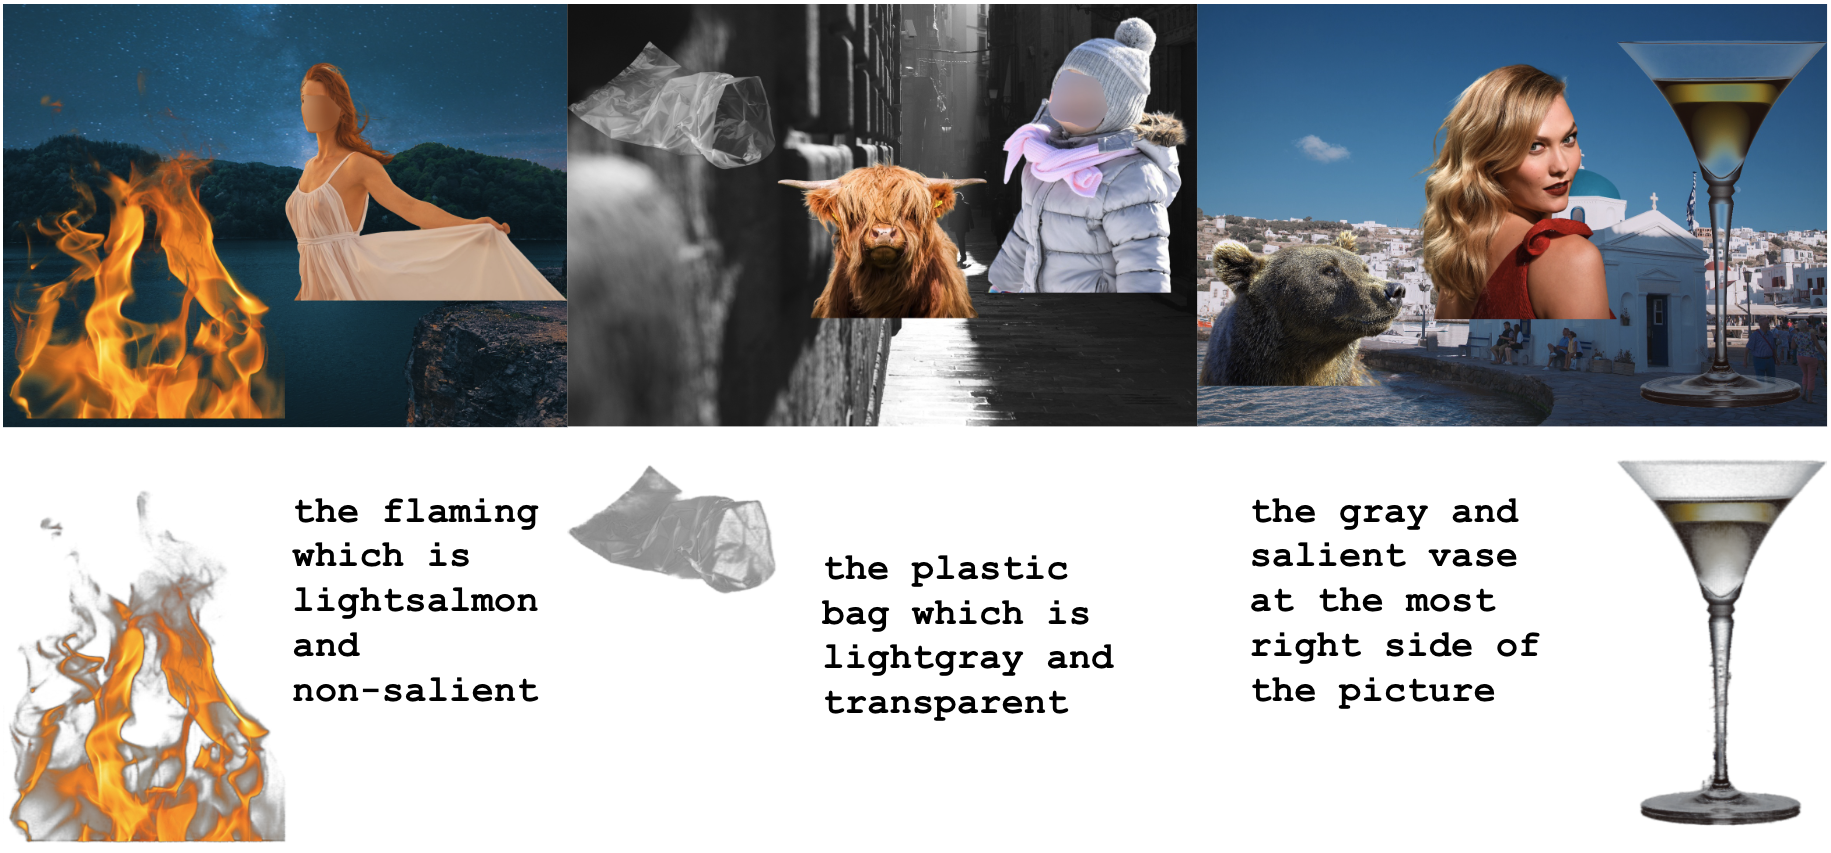 the flaming
which is
lightsalmon
and
non-salient
the plastic
bag which is
lightgray and
transparent
the gray and
salient vase
at the most
right side of
the picture